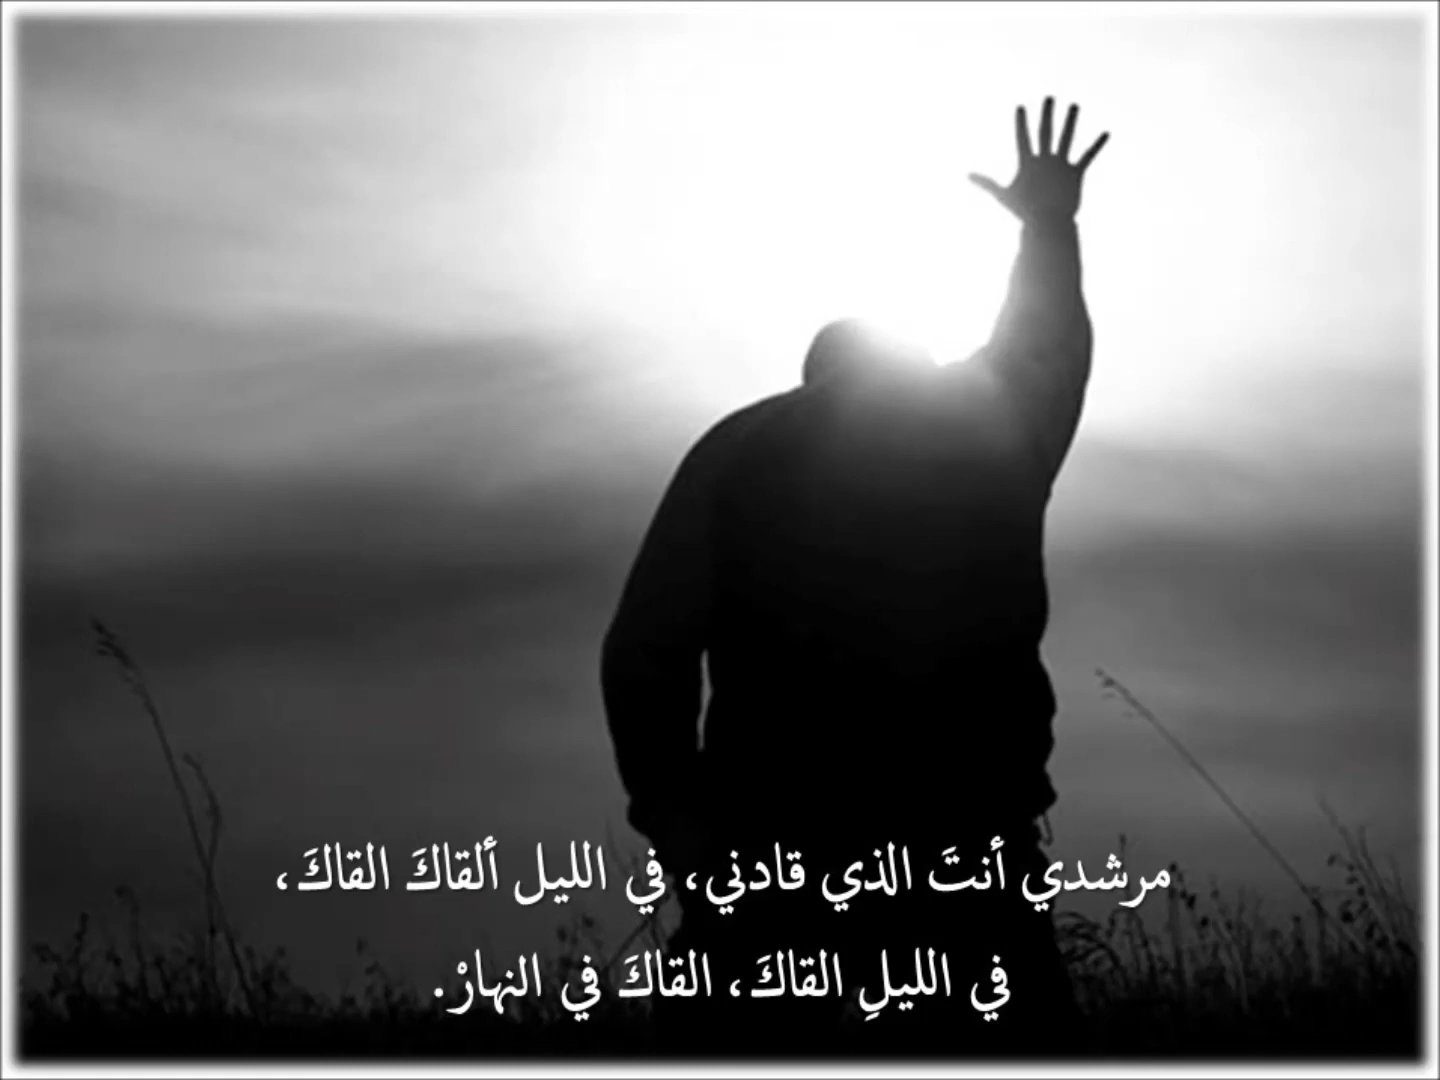 مرشدي أنتَ الذي قادني، في الليل ألقاكَ القاكَ،
في الليلِ القاكَ، القاكَ في النهارْ.